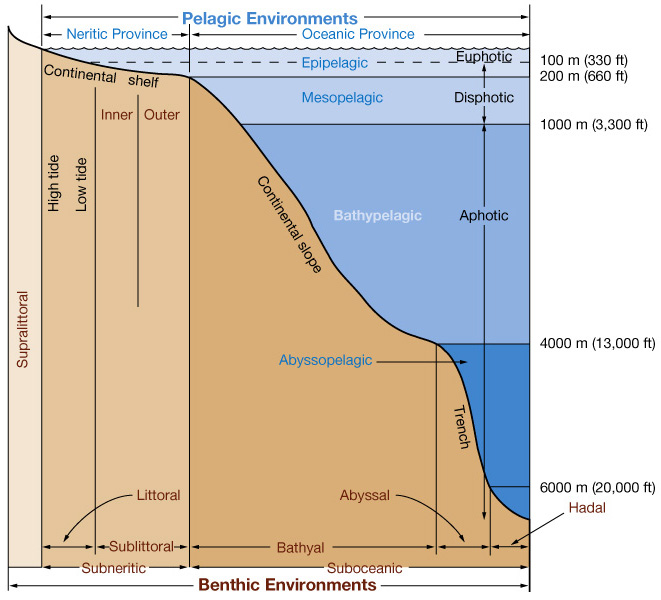 Pelagic Environments
Neritic Province
Oceanic Province
Euphotic
Epipelagic
100 m (330 ft)
200 m (660 ft)
Continental shelf
Mesopelagic
Disphotic
Inner
Outer
1000 m (3,300 ft)
High tide
Low tide
Continental slope
Bathypelagic
Aphotic
Supralittoral
4000 m (13,000 ft)
Abyssopelagic
Trench
6000 m (20,000 ft)
Littoral
Abyssal
Hadal
Sublittoral
Bathyal
Subneritic
Suboceanic
Benthic Environments